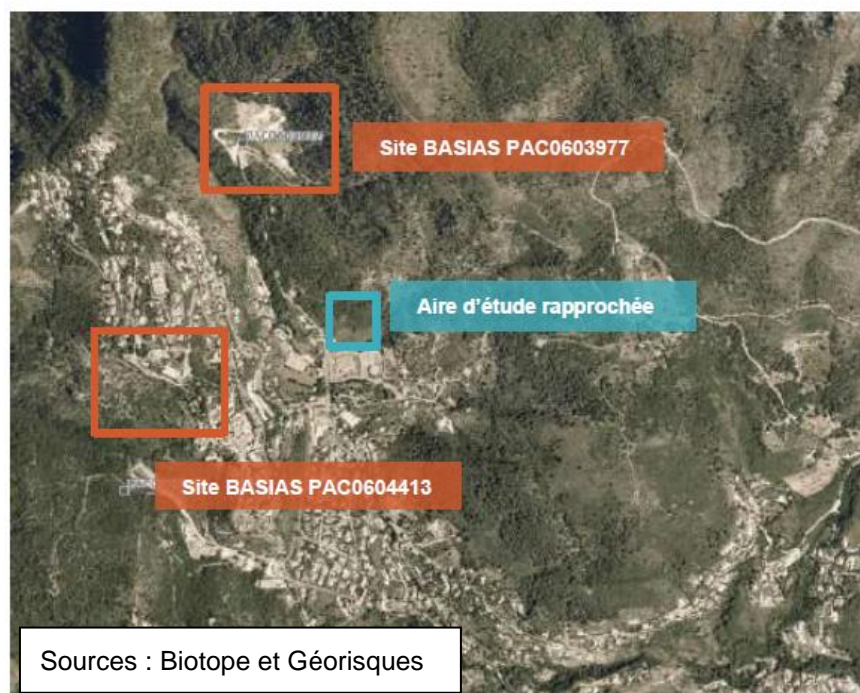 Site BASIAS PAC0603977
Aire d'étude rapprochée
Site BASIAS PAC0604413
Sources : Biotope et Géorisques